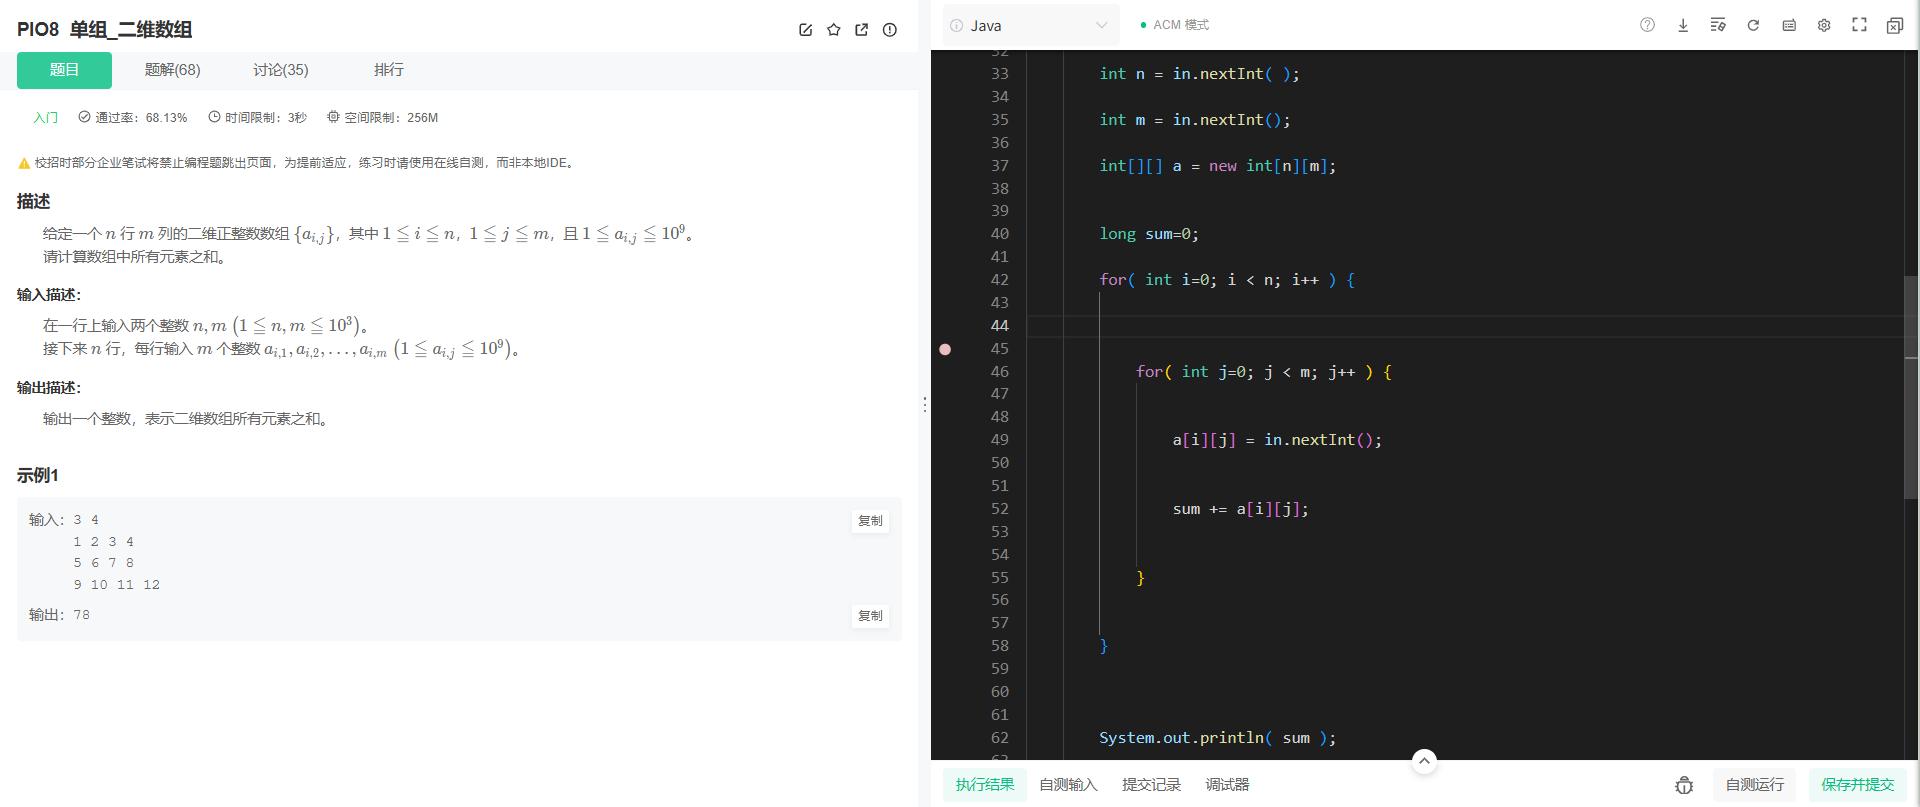 PIO8 单组_二维数组
题目 题解(68) 讨论(35) 排行
入门 通过率：68.13% 时间限制：3秒 空间限制：256M
校招时部分企业笔试将禁止编程题跳出页面，为提前适应，练习时请使用在线自测，而非本地IDE。
描述
给定一个 n 行 m 列的二维正整数数组 {a_{i,j}}，其中 1 ≦ i ≦ n，1 ≦ j ≦ m，且 1 ≦ a_{i,j} ≦ 10^9。
请计算数组中所有元素之和。
输入描述：
在一行上输入两个整数 n, m (1 ≦ n, m ≦ 10^3)。
接下来 n 行，每行输入 m 个整数 a_{i,1}, a_{i,2}, …, a_{i,m} (1 ≦ a_{i,j} ≦ 10^9)。
输出描述：
输出一个整数，表示二维数组所有元素之和。
示例1
输入：3 4
1 2 3 4
5 6 7 8
9 10 11 12
复制
输出：78
复制
Java
ACM 模式
32
33 int n = in.nextInt( );
34
35 int m = in.nextInt();
36
37 int[][] a = new int[n][m];
38
39
40 long sum=0;
41
42 for( int i=0; i < n; i++ ) {
43
44
45
46 for( int j=0; j < m; j++ ) {
47
48
49 a[i][j] = in.nextInt();
50
51
52 sum += a[i][j];
53
54
55 }
56
57
58 }
59
60
61
62 System.out.println( sum );
63
执行结果 自测输入 提交记录 调试器 自测运行 保存并提交